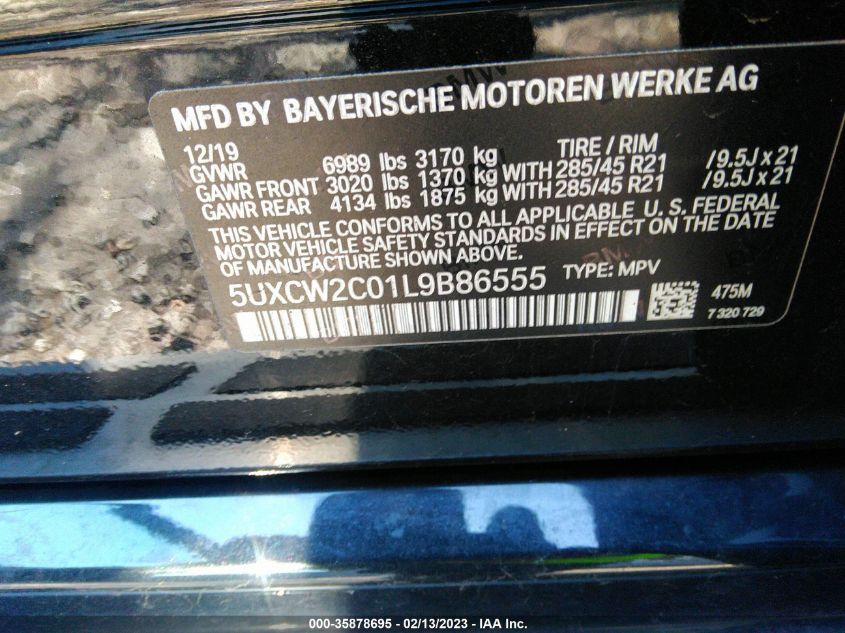 MFD BY BAYERISCHE MOTOREN WERKE AG
12/19 TIRE / RIM
GVWR 6989 lbs 3170 kg
GAWR FRONT 3020 lbs 1370 kg WITH 285/45 R21 /9.5J x 21
GAWR REAR 4134 lbs 1875 kg WITH 285/45 R21 /9.5J x 21
THIS VEHICLE CONFORMS TO ALL APPLICABLE U. S. FEDERAL
MOTOR VEHICLE SAFETY STANDARDS IN EFFECT ON THE DATE
OF MANUFACTURE SHOWN ABOVE.
5UXCW2C01L9B86555 TYPE: MPV
475M
7 320 729
000-35878695 -- 02/13/2023 -- IAA Inc.